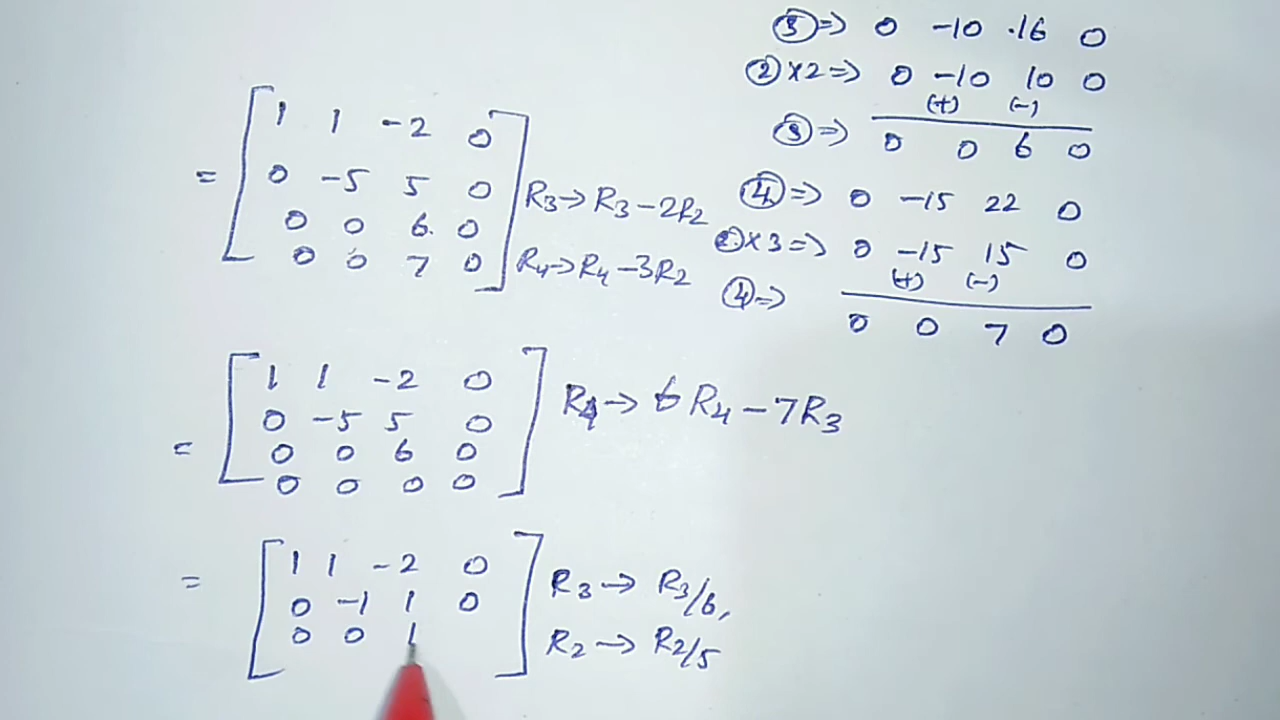 ③⇒ 0 -10 ·16 0
②×2⇒ 0 -10 10 0
(+) (-)
③⇒ 0 0 6 0
④⇒ 0 -15 22 0
②×3⇒ 0 -15 15 0
(+) (-)
④⇒
0 0 7 0
1 1 -2 0
= 0 -5 5 0 R3→R3-2R2
0 0 6. 0
0 0 7 0 R4→R4-3R2
1 1 -2 0 R4→6R4-7R3
0 -5 5 0
= 0 0 6 0
0 0 0 0
= 1 1 -2 0 R3→R3/6,
0 -1 1 0
0 0 1 R2→R2/5